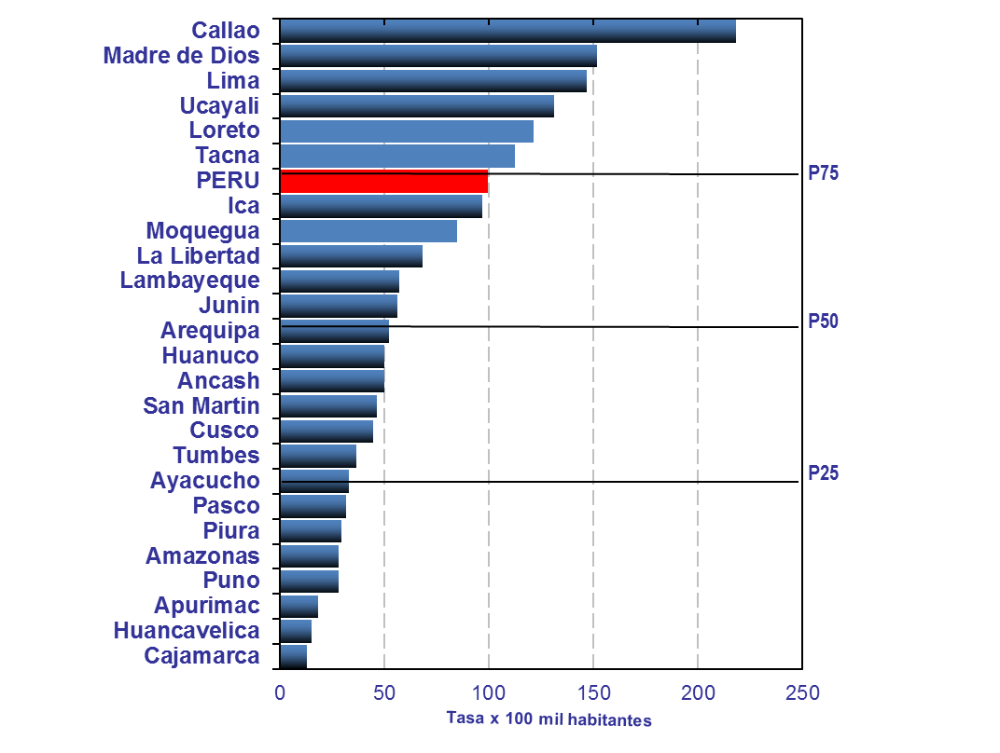 Callao
Madre de Dios
Lima
Ucayali
Loreto
Tacna
PERU
P75
Ica
Moquegua
La Libertad
Lambayeque
Junin
Arequipa
P50
Huanuco
Ancash
San Martin
Cusco
Tumbes
Ayacucho
P25
Pasco
Piura
Amazonas
Puno
Apurimac
Huancavelica
Cajamarca
0 50 100 150 200 250
Tasa x 100 mil habitantes